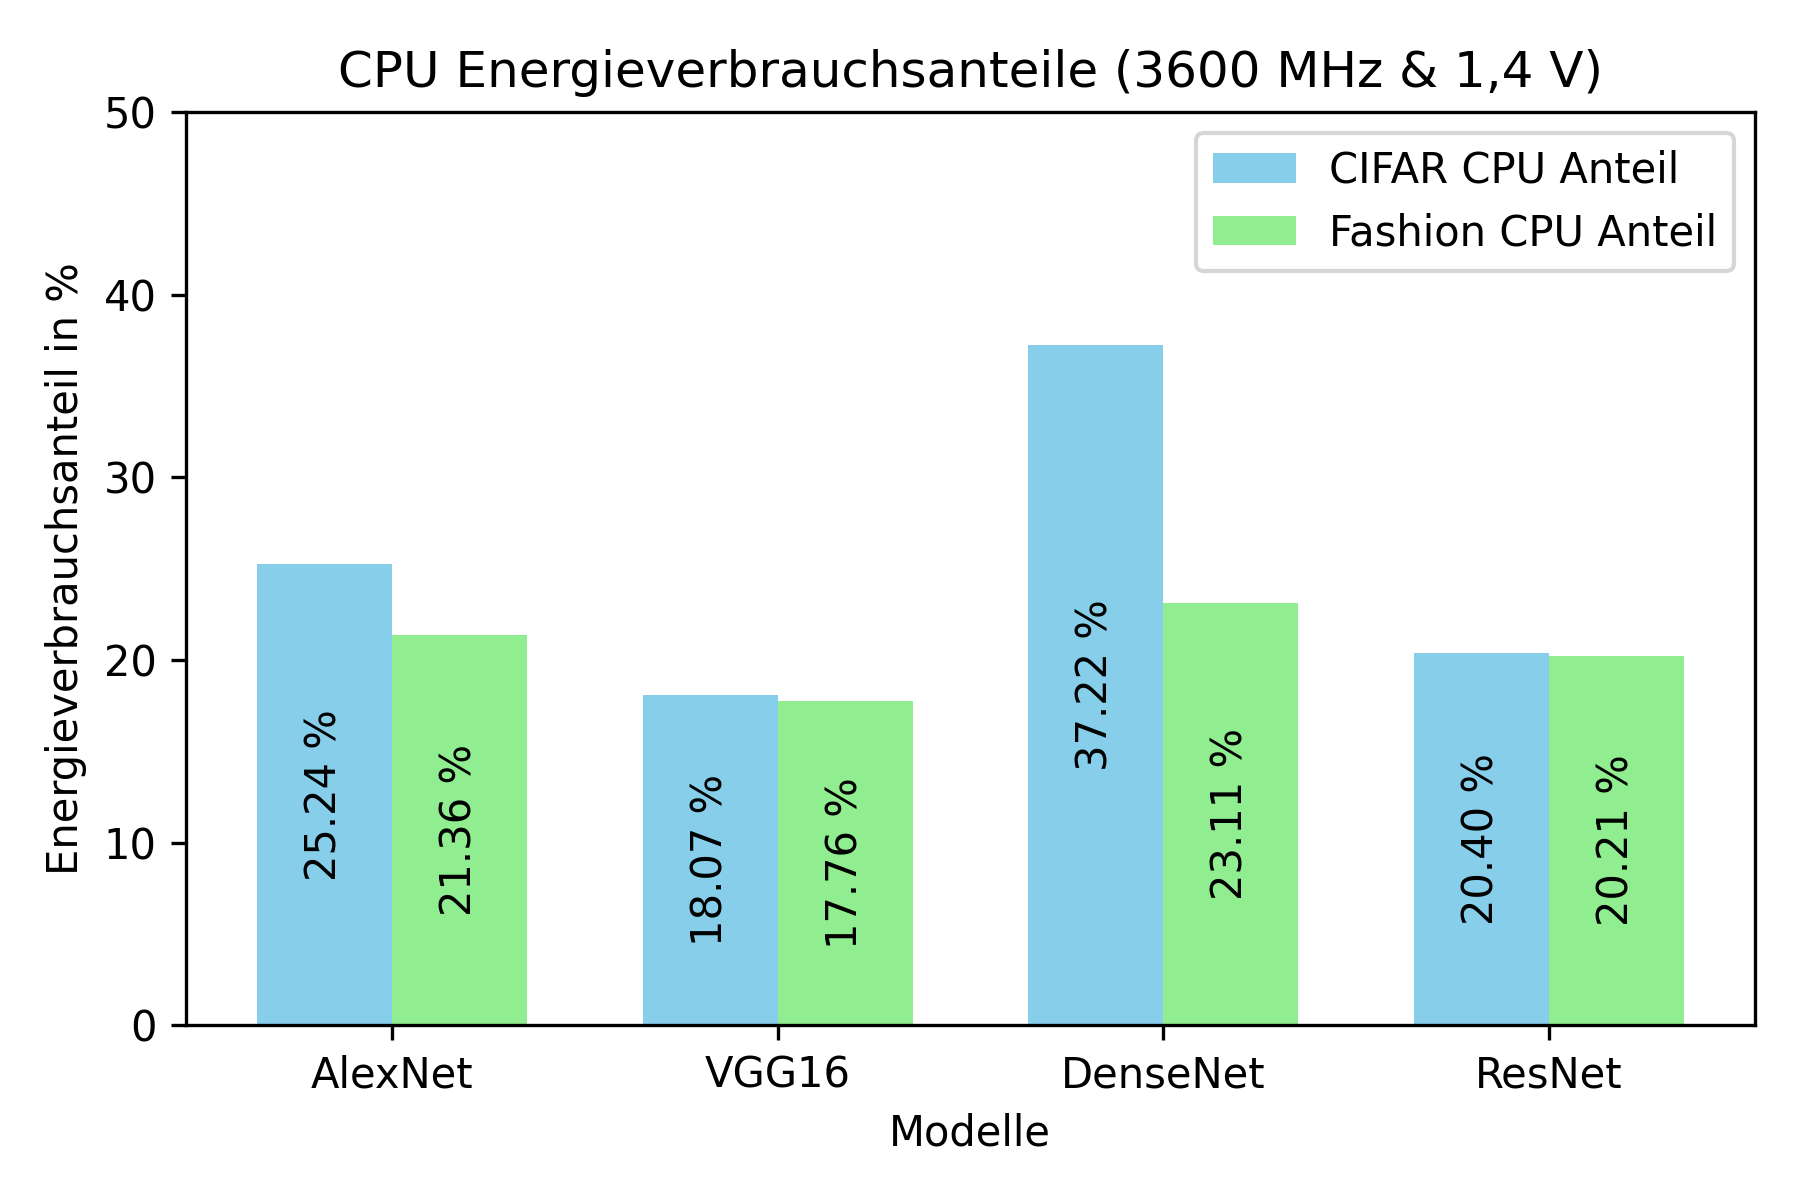 CPU Energieverbrauchsanteile (3600 MHz & 1,4 V)
CIFAR CPU Anteil
Fashion CPU Anteil
Energieverbrauchsanteil in %
50
40
30
20
10
0
25.24 %
21.36 %
18.07 %
17.76 %
37.22 %
23.11 %
20.40 %
20.21 %
AlexNet
VGG16
DenseNet
ResNet
Modelle